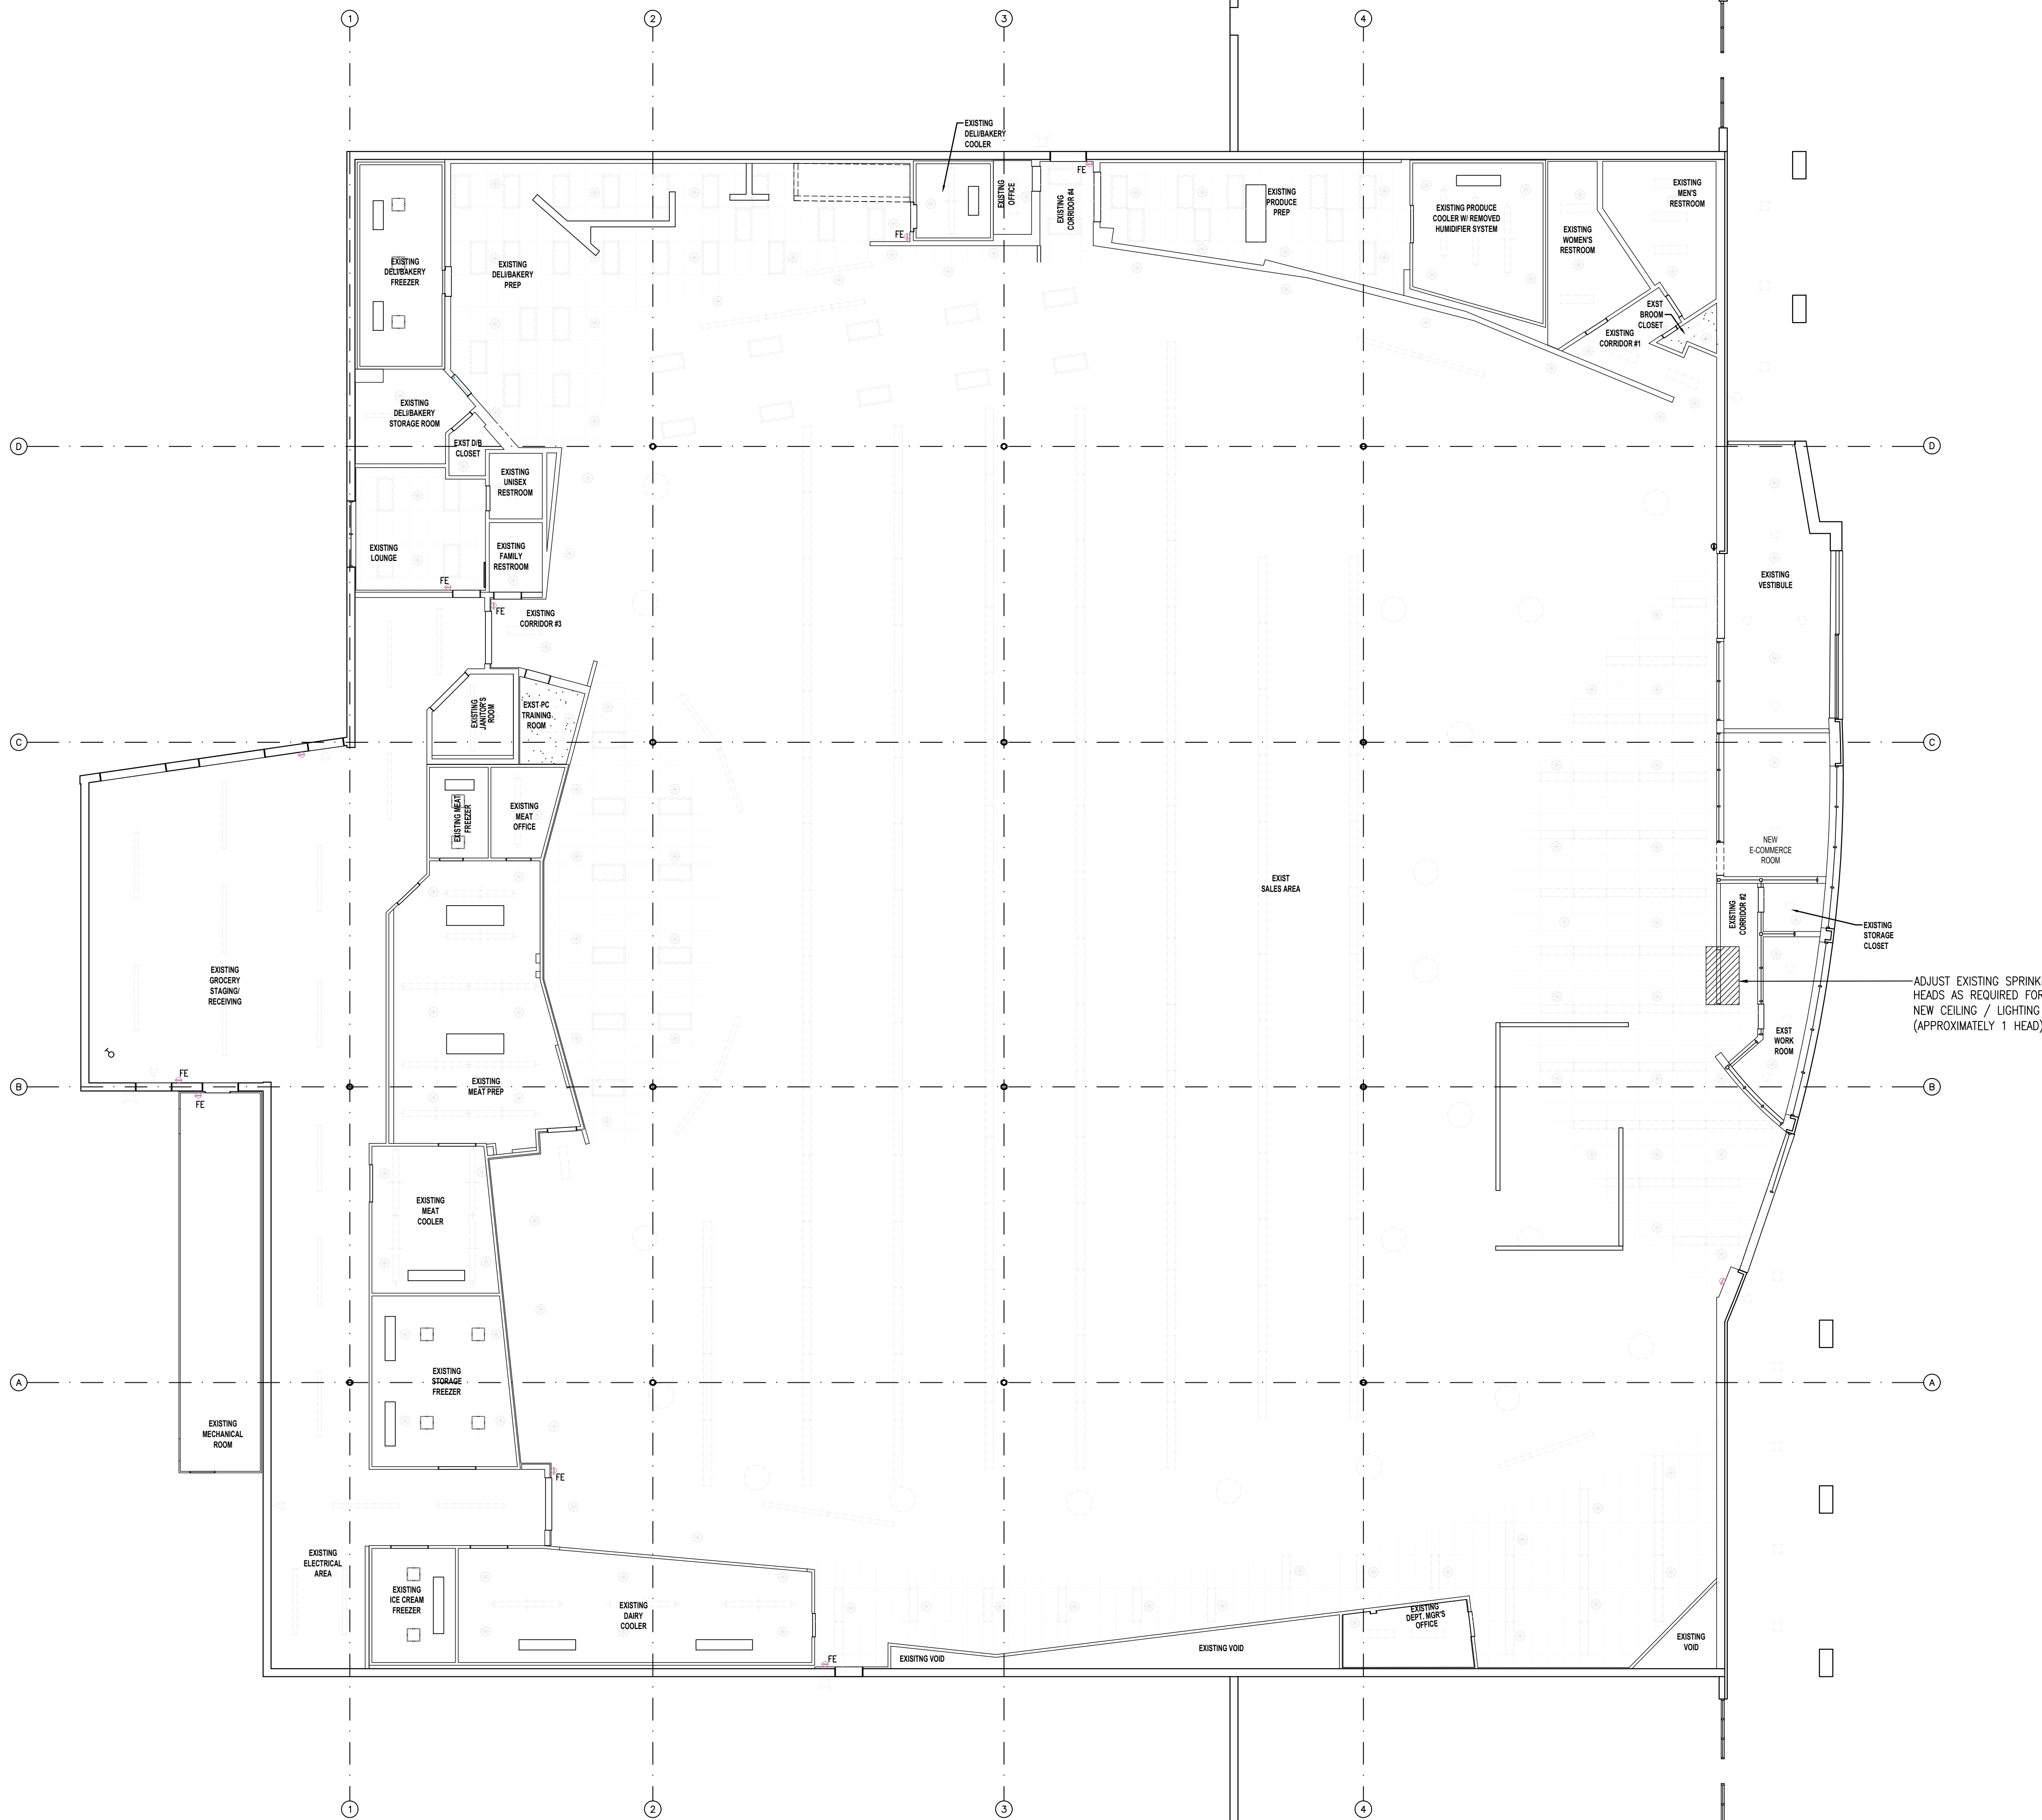 1
2
3
4
EXISTING
DELI/BAKERY
COOLER
FE
EXISTING
OFFICE
EXISTING
CORRIDOR #4
EXISTING
PRODUCE
PREP
EXISTING PRODUCE
COOLER W/ REMOVED
HUMIDIFIER SYSTEM
EXISTING
WOMEN'S
RESTROOM
EXISTING
MEN'S
RESTROOM
EXISTING
DELI/BAKERY
FREEZER
EXISTING
DELI/BAKERY
PREP
FE
EXST
BROOM
CLOSET
EXISTING
CORRIDOR #1
EXISTING
DELI/BAKERY
STORAGE ROOM
D
EXST D/B
CLOSET
D
EXISTING
UNISEX
RESTROOM
EXISTING
LOUNGE
EXISTING
FAMILY
RESTROOM
FE
FE
EXISTING
CORRIDOR #3
EXISTING
VESTIBULE
EXISTING
JANITOR'S
ROOM
EXST PC
TRAINING
ROOM
C
C
EXISTING MEAT
FREEZER
EXISTING
MEAT
OFFICE
NEW
E-COMMERCE
ROOM
EXIST
SALES AREA
EXISTING
CORRIDOR #2
EXISTING
STORAGE
CLOSET
EXISTING
GROCERY
STAGING/
RECEIVING
ADJUST EXISTING SPRINK
HEADS AS REQUIRED FOR
NEW CEILING / LIGHTING
(APPROXIMATELY 1 HEAD)
EXST
WORK
ROOM
FE
B
EXISTING
MEAT PREP
B
FE
EXISTING
MEAT
COOLER
EXISTING
STORAGE
FREEZER
A
A
EXISTING
MECHANICAL
ROOM
FE
EXISTING
ELECTRICAL
AREA
EXISTING
ICE CREAM
FREEZER
EXISTING
DAIRY
COOLER
FE
EXISITNG VOID
EXISTING VOID
EXISTING
DEPT. MGR'S
OFFICE
EXISTING
VOID
1
2
3
4